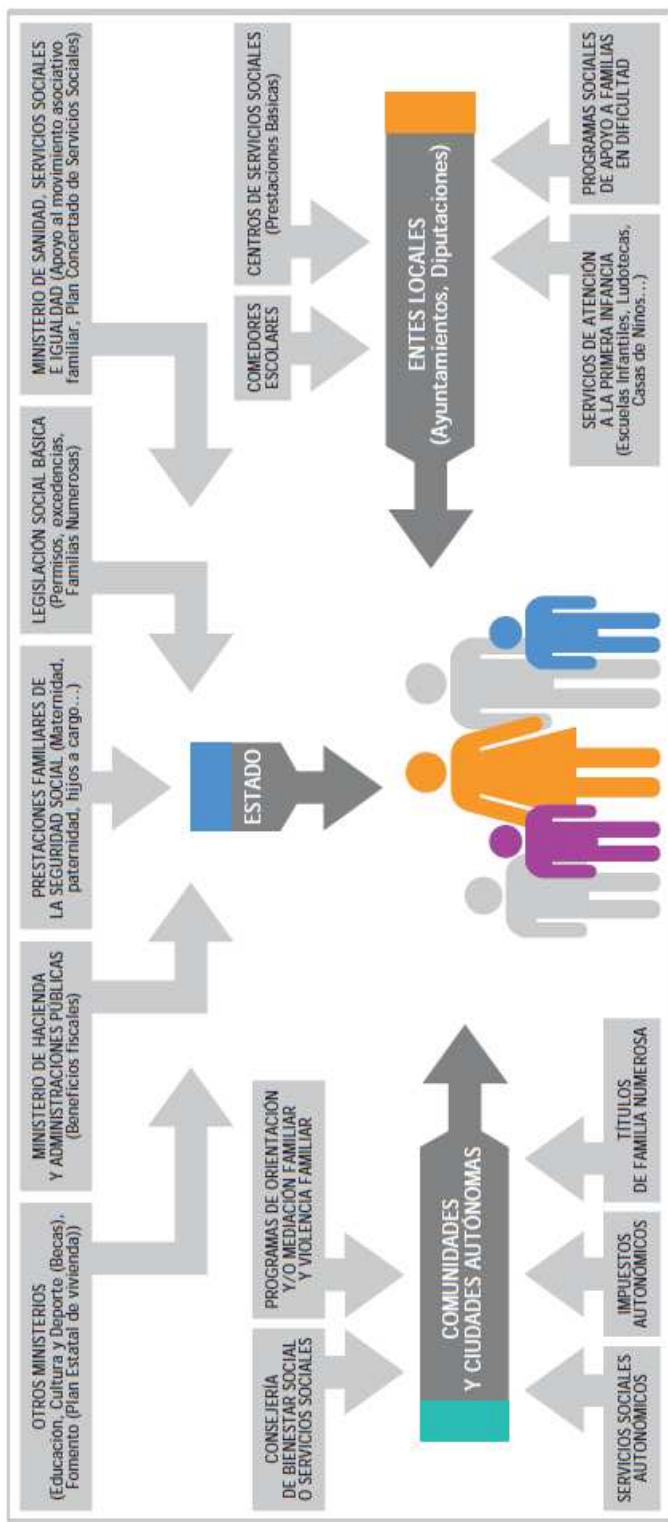 OTROS MINISTERIOS
(Educación, Cultura y Deporte (Becas),
Fomento (Plan Estatal de vivienda))
MINISTERIO DE HACIENDA
Y ADMINISTRACIONES PÚBLICAS
(Beneficios fiscales)
PRESTACIONES FAMILIARES DE
LA SEGURIDAD SOCIAL (Maternidad,
paternidad, hijos a cargo...)
LEGISLACIÓN SOCIAL BÁSICA
(Permisos, excedencias,
Familias Numerosas)
MINISTERIO DE SANIDAD, SERVICIOS SOCIALES
E IGUALDAD (Apoyo al movimiento asociativo
familiar, Plan Concertado de Servicios Sociales)
ESTADO
CONSEJERÍA
DE BIENESTAR SOCIAL
O SERVICIOS SOCIALES
PROGRAMAS DE ORIENTACIÓN
Y/O MEDIACIÓN FAMILIAR
Y VIOLENCIA FAMILIAR
COMUNIDADES
Y CIUDADES AUTÓNOMAS
SERVICIOS SOCIALES
AUTONÓMICOS
IMPUESTOS
AUTONÓMICOS
TÍTULOS
DE FAMILIA NUMEROSA
COMEDORES
ESCOLARES
CENTROS DE SERVICIOS SOCIALES
(Prestaciones Básicas)
ENTES LOCALES
(Ayuntamientos, Diputaciones)
SERVICIOS DE ATENCIÓN
A LA PRIMERA INFANCIA
(Escuelas Infantiles, Ludotecas,
Casas de Niños...)
PROGRAMAS SOCIALES
DE APOYO A FAMILIAS
EN DIFICULTAD